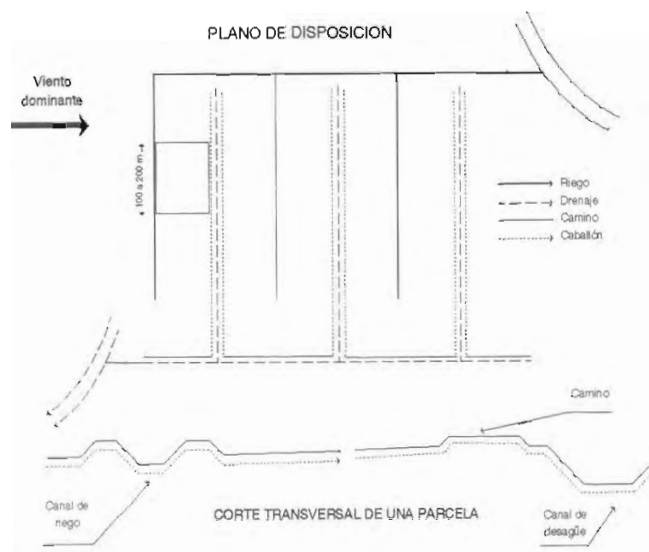 PLANO DE DISPOSICION
Viento
dominante
100 a 200 m
Riego
Drenaje
Camino
Caballón
Camino
Canal de
riego
CORTE TRANSVERSAL DE UNA PARCELA
Canal de
desagüe